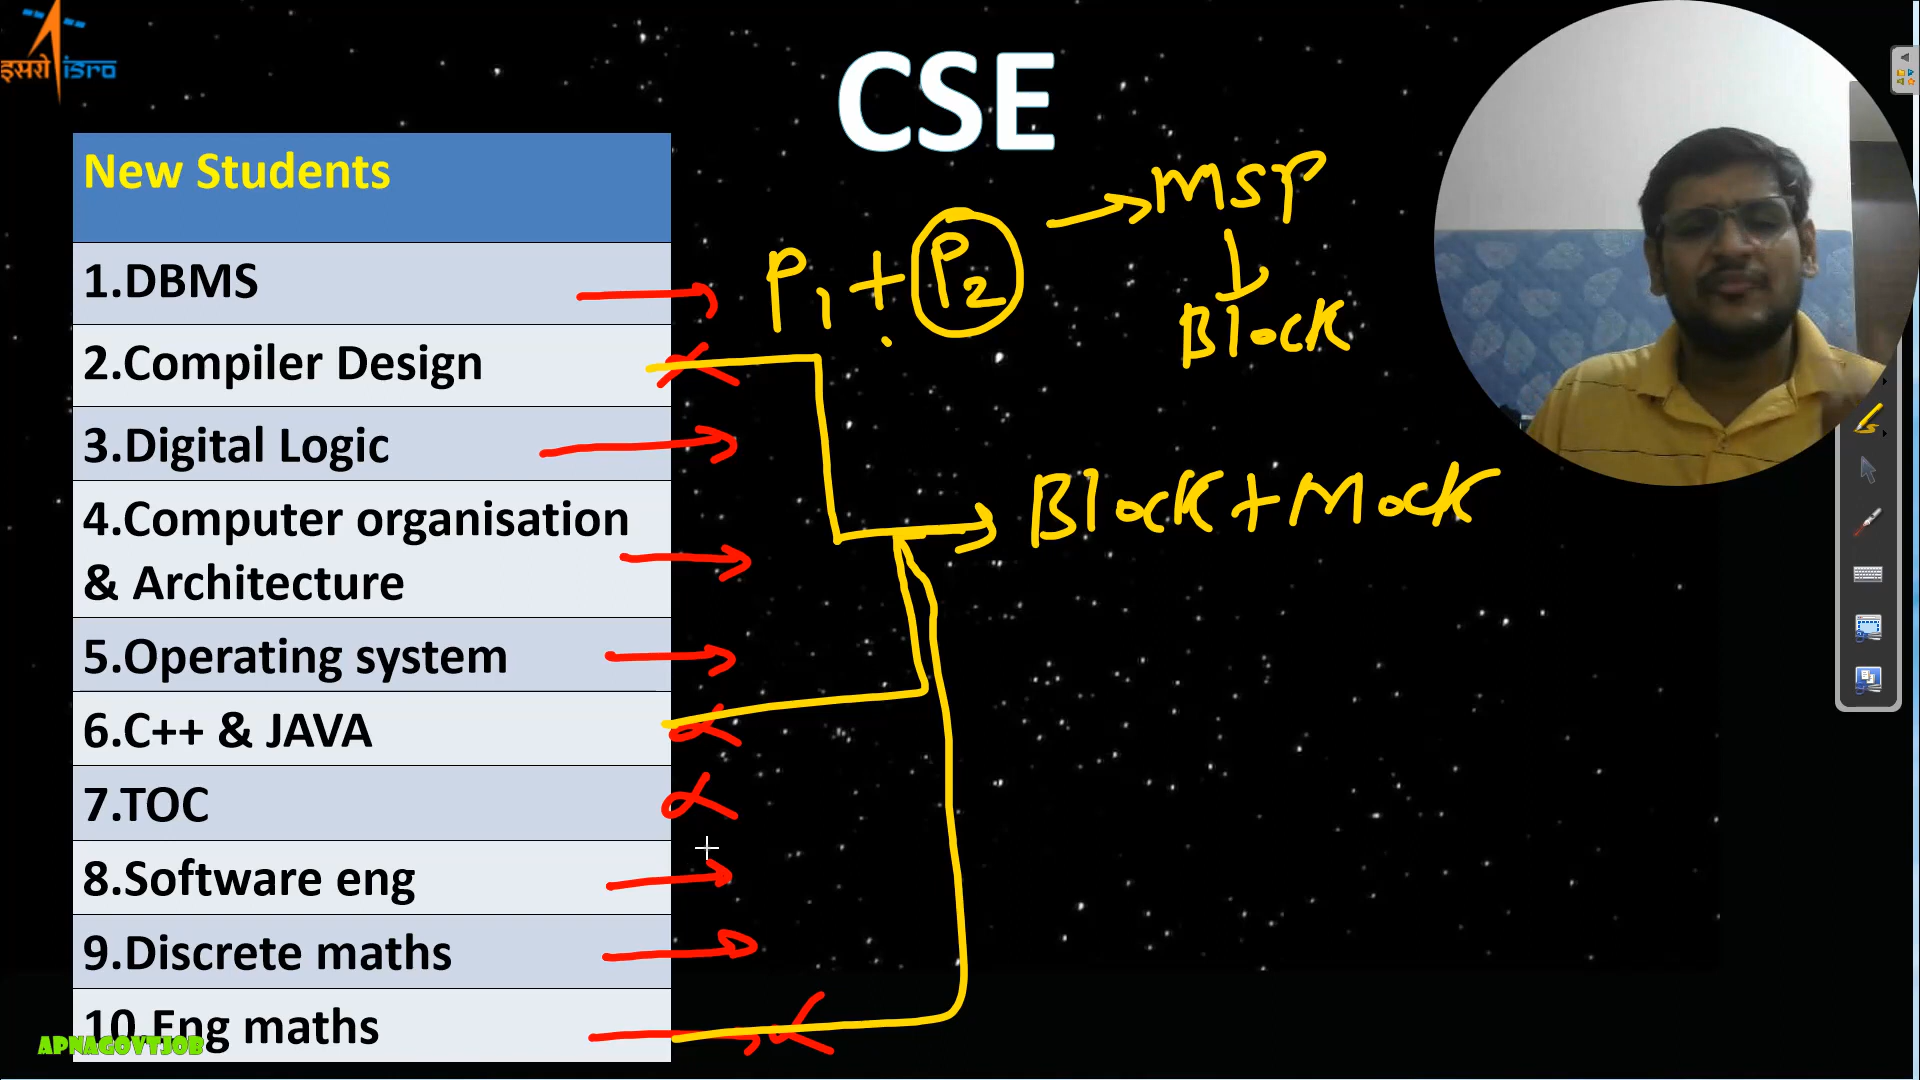 इसरो isro
CSE
New Students
1.DBMS
2.Compiler Design
3.Digital Logic
4.Computer organisation
& Architecture
5.Operating system
6.C++ & JAVA
7.TOC
8.Software eng
9.Discrete maths
10.Eng maths
APNAGOVTJOB
P1 + P2 → MSP
Block
Block + Mock